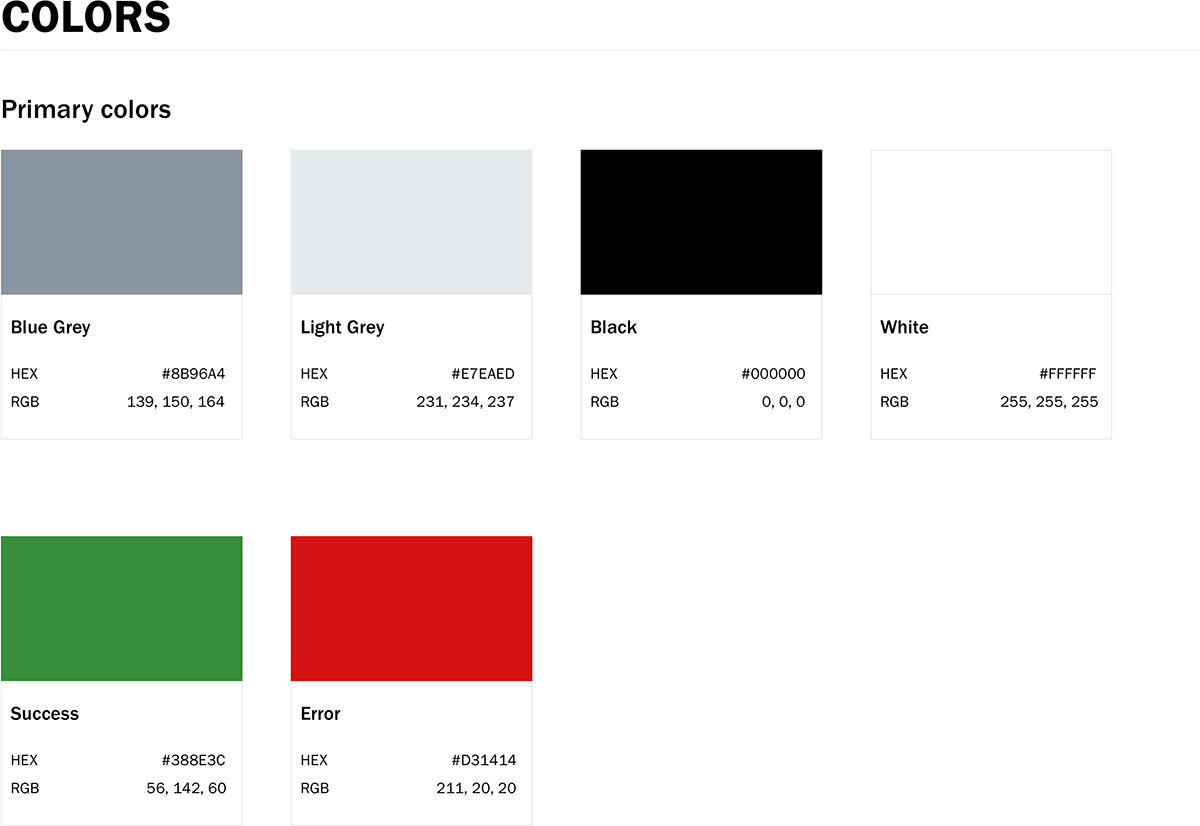 COLORS
Primary colors
Blue Grey
HEX #8B96A4
RGB 139, 150, 164
Light Grey
HEX #E7EAED
RGB 231, 234, 237
Black
HEX #000000
RGB 0, 0, 0
White
HEX #FFFFFF
RGB 255, 255, 255
Success
HEX #388E3C
RGB 56, 142, 60
Error
HEX #D31414
RGB 211, 20, 20